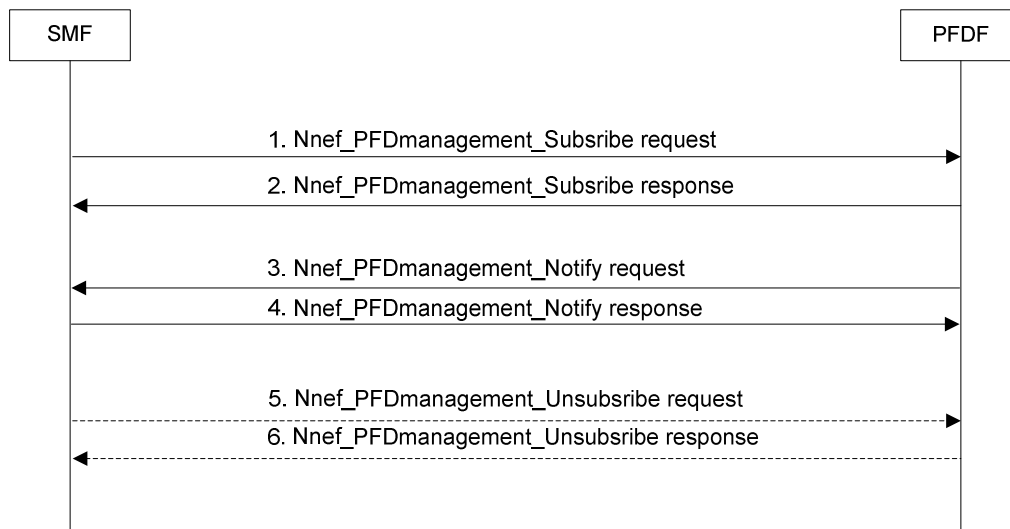 SMF
PFDF
1. Nnef_PFDmanagement_Subsribe request
2. Nnef_PFDmanagement_Subsribe response
3. Nnef_PFDmanagement_Notify request
4. Nnef_PFDmanagement_Notify response
5. Nnef_PFDmanagement_Unsubsribe request
6. Nnef_PFDmanagement_Unsubsribe response